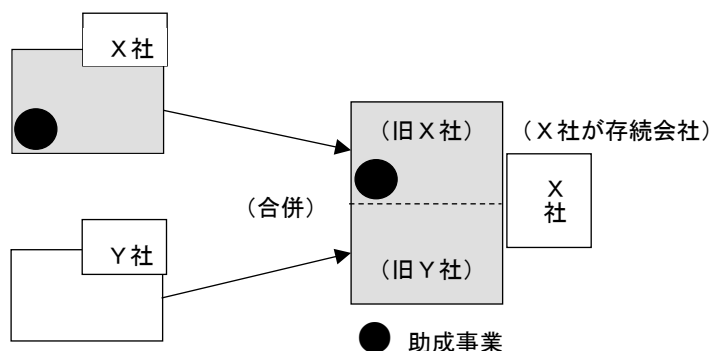 X社
(旧X社)
(X社が存続会社)
X
社
(合併)
Y社
(旧Y社)
助成事業